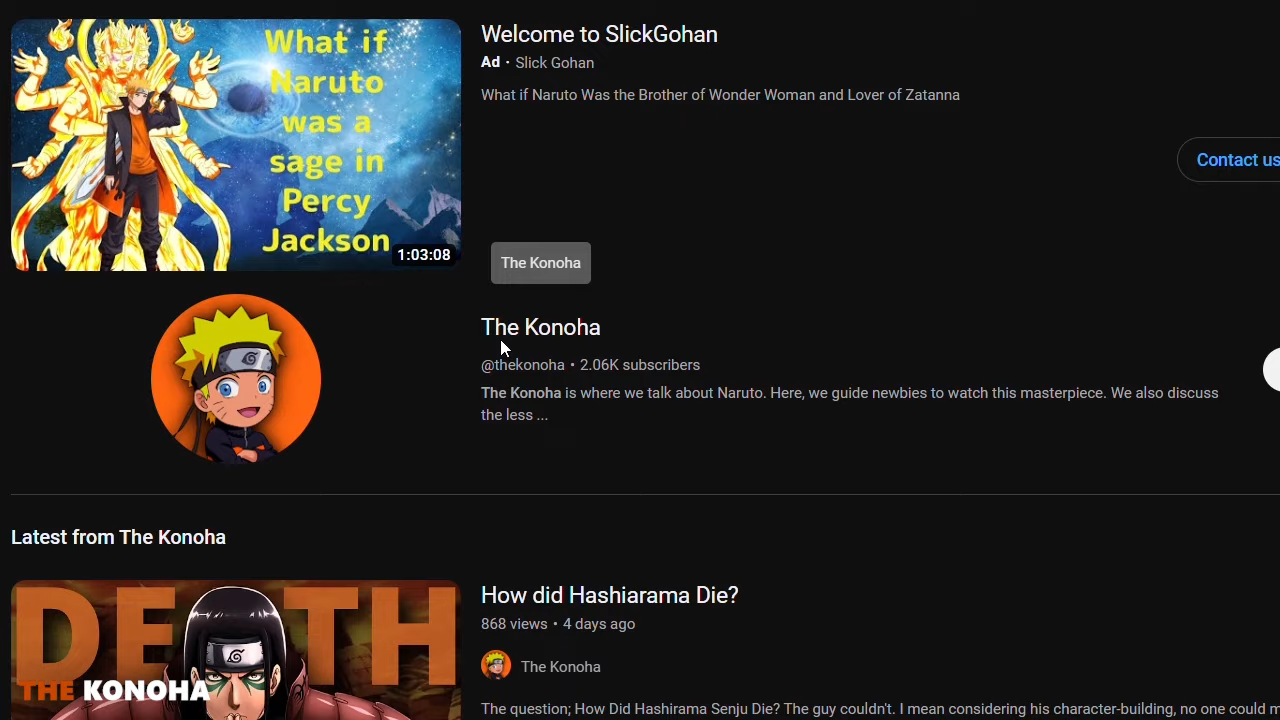 What if
Naruto
was a
sage in
Percy
Jackson
1:03:08
Welcome to SlickGohan
Ad · Slick Gohan
What if Naruto Was the Brother of Wonder Woman and Lover of Zatanna
Contact us
The Konoha
The Konoha
@thekonoha • 2.06K subscribers
The Konoha is where we talk about Naruto. Here, we guide newbies to watch this masterpiece. We also discuss
the less ...
Latest from The Konoha
DEATH
THE KONOHA
How did Hashiarama Die?
868 views • 4 days ago
The Konoha
The question; How Did Hashirama Senju Die? The guy couldn't. I mean considering his character-building, no one could